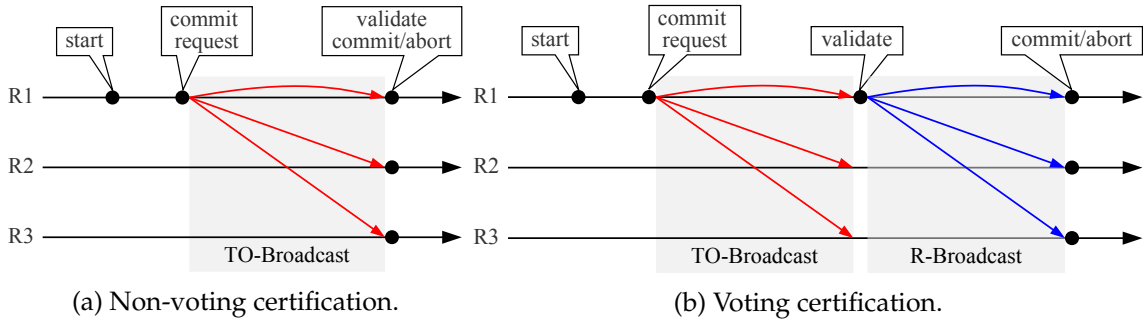 start
commit
request
validate
commit/abort
R1
R2
R3
TO-Broadcast
(a) Non-voting certification.
start
commit
request
validate
commit/abort
R1
R2
R3
TO-Broadcast
R-Broadcast
(b) Voting certification.